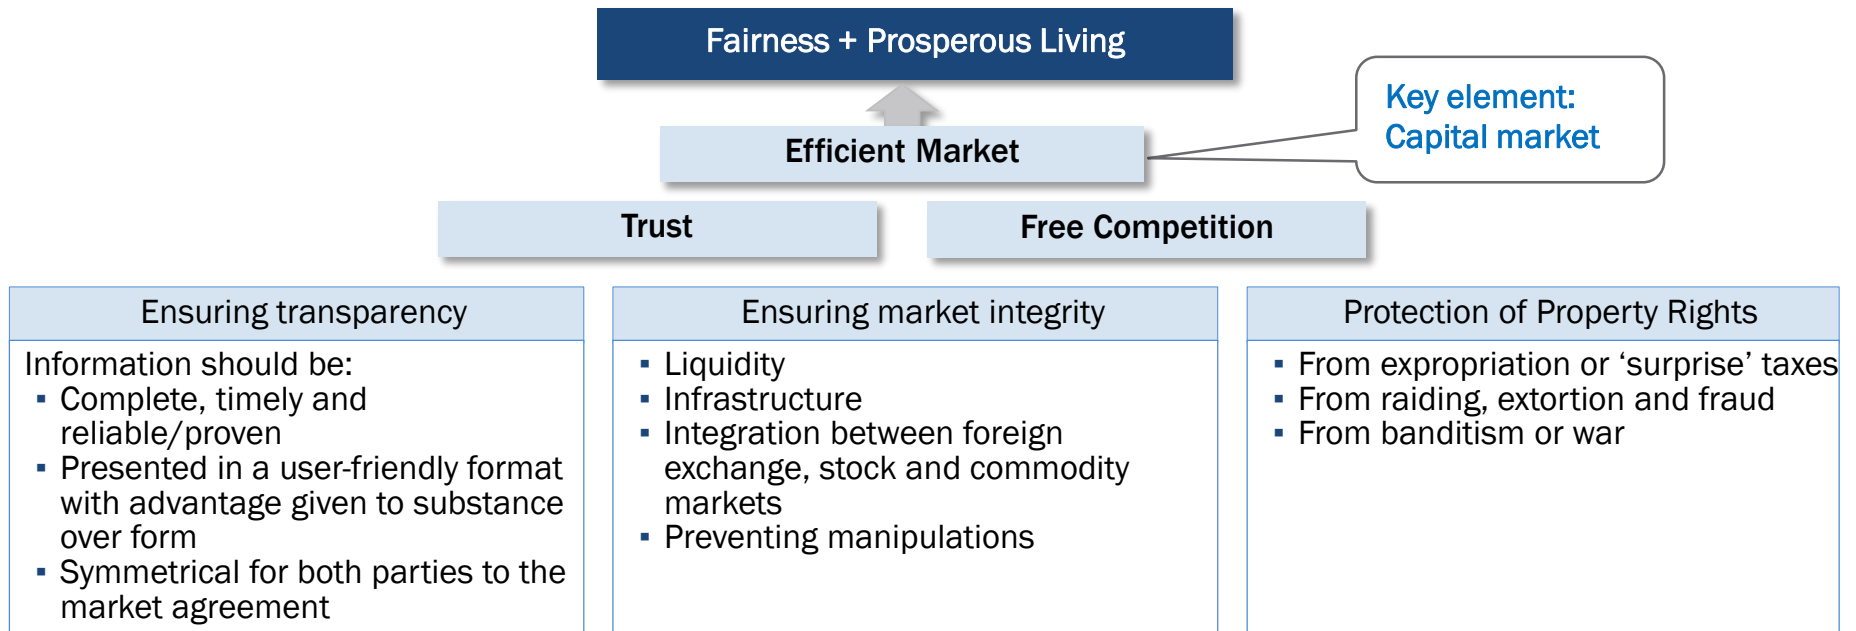 Fairness + Prosperous Living
Key element:
Capital market
Efficient Market
Trust
Free Competition
Ensuring transparency
Information should be:
▪ Complete, timely and
reliable/proven
▪ Presented in a user-friendly format
with advantage given to substance
over form
▪ Symmetrical for both parties to the
market agreement
Ensuring market integrity
▪ Liquidity
▪ Infrastructure
▪ Integration between foreign
exchange, stock and commodity
markets
▪ Preventing manipulations
Protection of Property Rights
▪ From expropriation or ‘surprise’ taxes
▪ From raiding, extortion and fraud
▪ From banditism or war